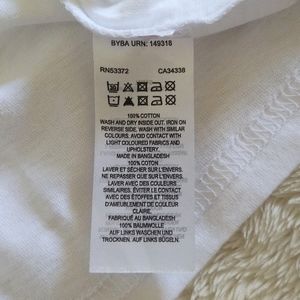 BYBA URN: 149318
RN53372 CA34338
100% COTTON
WASH AND DRY INSIDE OUT. IRON ON
REVERSE SIDE. WASH WITH SIMILAR
COLOURS. AVOID CONTACT WITH
LIGHT COLOURED FABRICS AND
UPHOLSTERY.
MADE IN BANGLADESH
100% COTON
LAVER ET SÉCHER SUR L'ENVERS.
NE REPASSER QUE SUR L'ENVERS.
LAVER AVEC DES COULEURS
SIMILAIRES. ÉVITER LE CONTACT
AVEC DES ÉTOFFES ET TISSUS
D'AMEUBLEMENT DE COULEUR
CLAIRE.
FABRIQUÉ AU BANGLADESH
100% BAUMWOLLE
AUF LINKS WASCHEN UND
TROCKNEN. AUF LINKS BÜGELN.